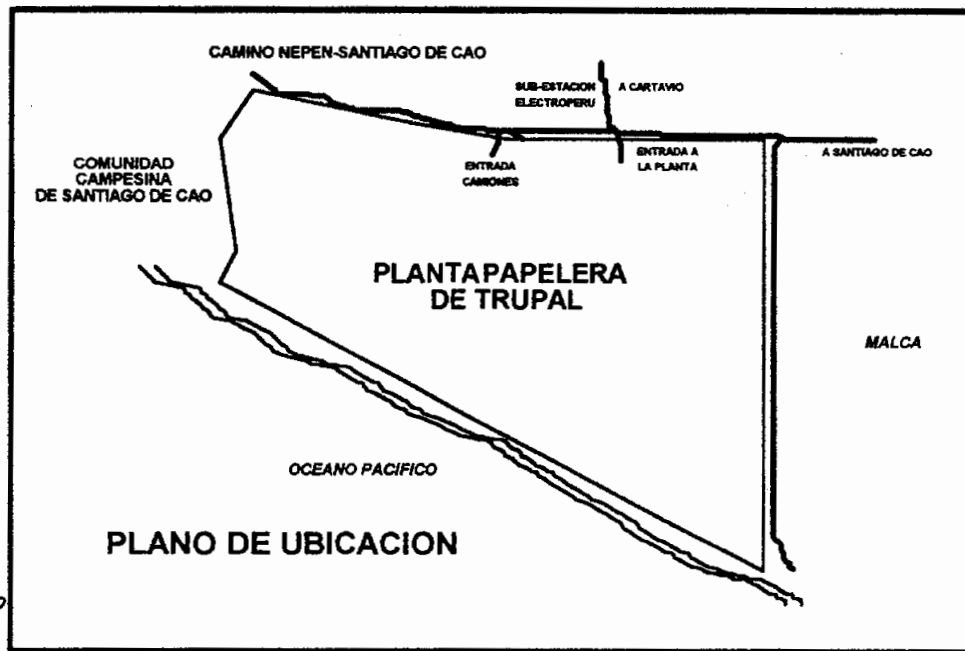 CAMINO NEPEN-SANTIAGO DE CAO
SUB-ESTACION
ELECTROPERU
A CARTAVIO
ENTRADA
CAMIONES
ENTRADA A
LA PLANTA
A SANTIAGO DE CAO
COMUNIDAD
CAMPESINA
DE SANTIAGO DE CAO
PLANTA PAPELERA
DE TRUPAL
MALCA
OCEANO PACIFICO
PLANO DE UBICACION